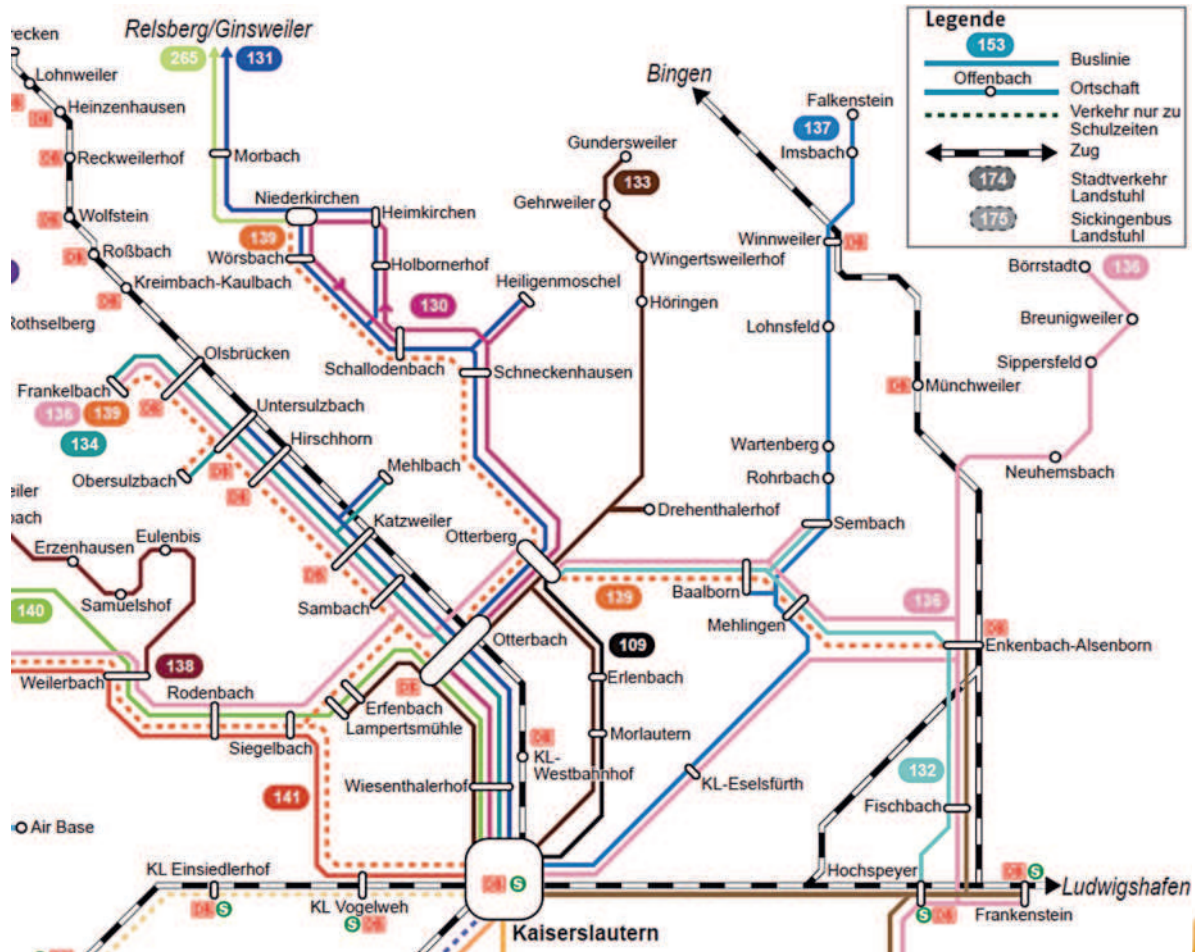 recken
Relsberg/Ginsweiler
265
131
Lohnweiler
Heinzenhausen
Reckweilerhof
Morbach
Wolfstein
Niederkirchen
Heimkirchen
139
Roßbach
Wörsbach
Holbornerhof
Kreimbach-Kaulbach
130
Heiligenmoschel
Rothselberg
Olsbrücken
Schallodenbach
Schneckenhausen
Frankelbach
136
139
134
Untersulzbach
Hirschhorn
Obersulzbach
Mehlbach
Katzweiler
Sambach
eiler
bach
Erzenhausen
Eulenbis
Samuelshof
140
138
Weilerbach
Rodenbach
Siegelbach
Erfenbach
Lampertsmühle
Otterberg
Otterbach
Wiesenthalerhof
KL-
Westbahnhof
141
Air Base
KL Einsiedlerhof
KL Vogelweh
Kaiserslautern
Bingen
Gundersweiler
133
Gehrweiler
Wingertsweilerhof
Höringen
Drehenthalerhof
Falkenstein
137
Imsbach
Winnweiler
Lohnsfeld
Wartenberg
Rohrbach
Sembach
Münchweiler
Börrstadt
136
Breunigweiler
Sippersfeld
Neuhemsbach
139
Baalborn
Mehlingen
136
Enkenbach-Alsenborn
109
Erlenbach
Morlautern
KL-Eselsfürth
132
Fischbach
Hochspeyer
Frankenstein
Ludwigshafen
Legende
153
Buslinie
Offenbach
Ortschaft
Verkehr nur zu
Schulzeiten
Zug
174
Stadtverkehr
Landstuhl
175
Sickingenbus
Landstuhl